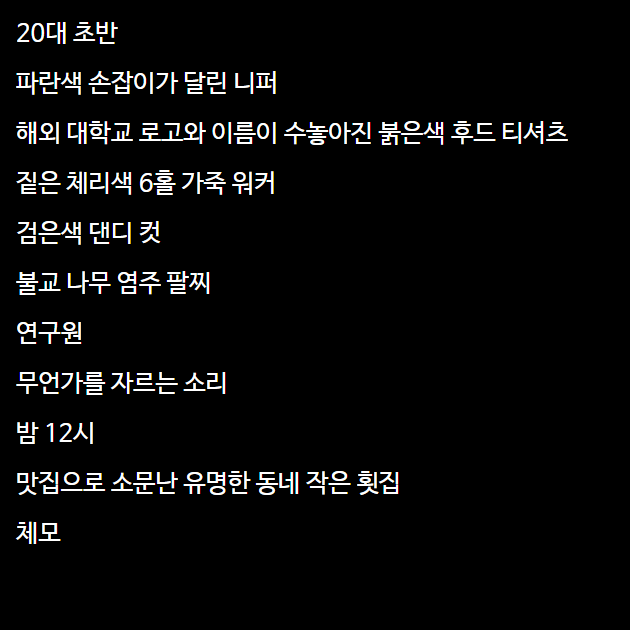 20대 초반
파란색 손잡이가 달린 니퍼
해외 대학교 로고와 이름이 수놓아진 붉은색 후드 티셔츠
짙은 체리색 6홀 가죽 워커
검은색 댄디 컷
불교 나무 염주 팔찌
연구원
무언가를 자르는 소리
밤 12시
맛집으로 소문난 유명한 동네 작은 횟집
체모